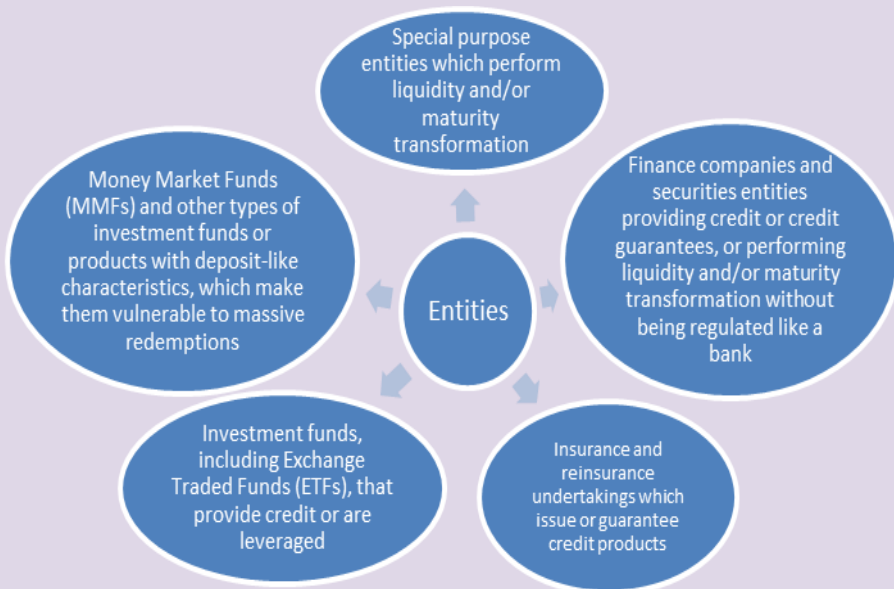 Special purpose
entities which perform
liquidity and/or
maturity
transformation
Finance companies and
securities entities
providing credit or credit
guarantees, or performing
liquidity and/or maturity
transformation without
being regulated like a
bank
Insurance and
reinsurance
undertakings which
issue or guarantee
credit products
Investment funds,
including Exchange
Traded Funds (ETFs), that
provide credit or are
leveraged
Money Market Funds
(MMFs) and other types of
investment funds or
products with deposit-like
characteristics, which make
them vulnerable to massive
redemptions
Entities